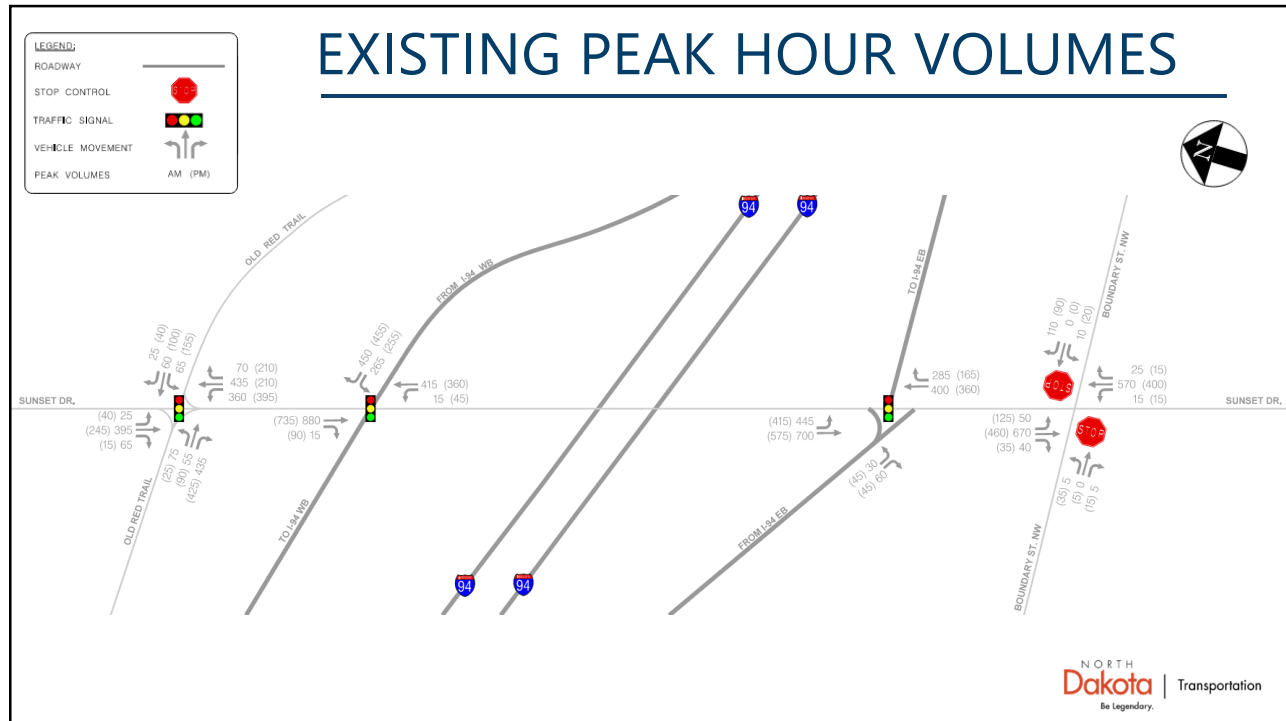 EXISTING PEAK HOUR VOLUMES
LEGEND:
ROADWAY
STOP CONTROL
STOP
TRAFFIC SIGNAL
VEHICLE MOVEMENT
PEAK VOLUMES AM (PM)
N
94
94
OLD RED TRAIL
FROM I-94 WB
TO I-94 EB
BOUNDARY ST. NW
25 (40)
60 (100)
65 (155)
70 (210)
435 (210)
360 (395)
450 (455)
265 (255)
415 (360)
15 (45)
285 (165)
400 (360)
110 (90)
0 (0)
10 (20)
STOP
25 (15)
570 (400)
15 (15)
SUNSET DR.
SUNSET DR.
(40) 25
(245) 395
(15) 65
(25) 75
(90) 55
(425) 435
(735) 880
(90) 15
(415) 445
(575) 700
(45) 30
(45) 60
(125) 50
(460) 670
(35) 40
STOP
(35) 5
(5) 0
(15) 5
OLD RED TRAIL
TO I-94 WB
94
94
FROM I-94 EB
BOUNDARY ST. NW
NORTH
Dakota | Transportation
Be Legendary.